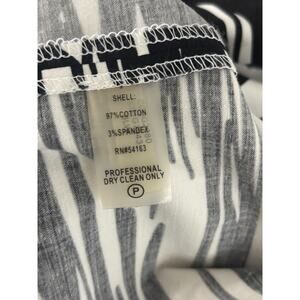 SHELL:
97%COTTON
3%SPANDEX
RN#54163
PROFESSIONAL
DRY CLEAN ONLY
P